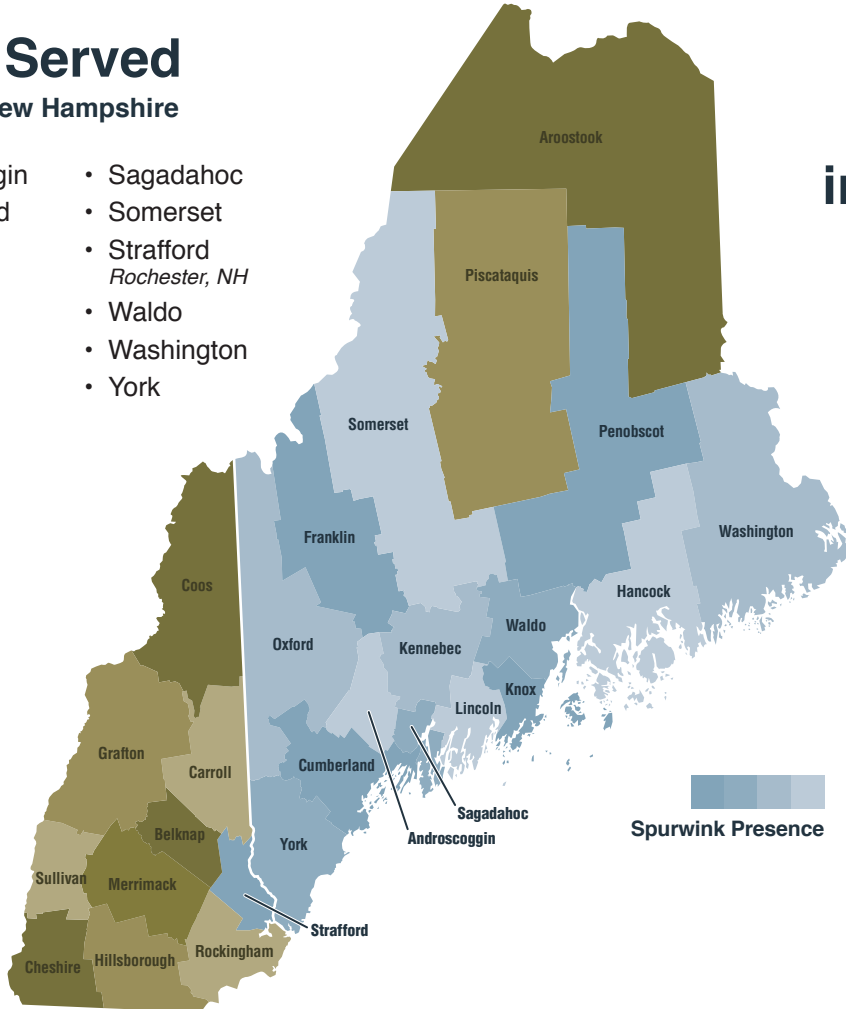 Served
ew Hampshire
gin
d
• Sagadahoc
• Somerset
• Strafford
Rochester, NH
• Waldo
• Washington
• York
in
Aroostook
Piscataquis
Somerset
Penobscot
Franklin
Washington
Coos
Hancock
Oxford
Waldo
Kennebec
Knox
Lincoln
Grafton
Carroll
Cumberland
Sagadahoc
Androscoggin
Spurwink Presence
Belknap
York
Sullivan
Merrimack
Strafford
Rockingham
Hillsborough
Cheshire